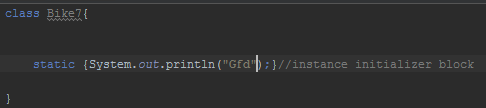 class Bike7{
static {System.out.println("Gfd");}//instance initializer block
}